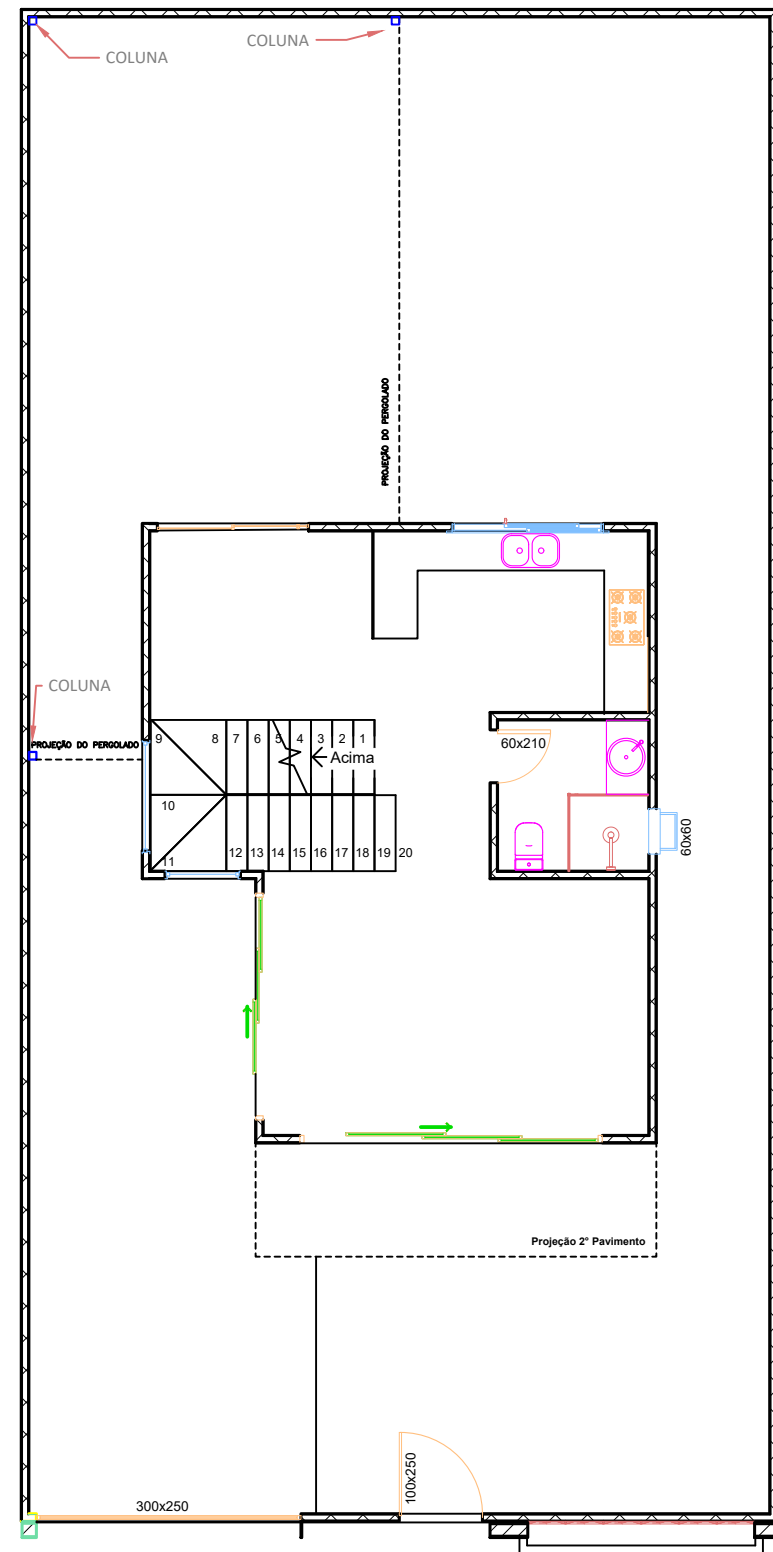 COLUNA
COLUNA
PROJEÇÃO DO PERGOLADO
COLUNA
PROJEÇÃO DO PERGOLADO
9 8 7 6 5 4 3 2 1
Acima
60x210
10
60x60
11 12 13 14 15 16 17 18 19 20
Projeção 2° Pavimento
100x250
300x250